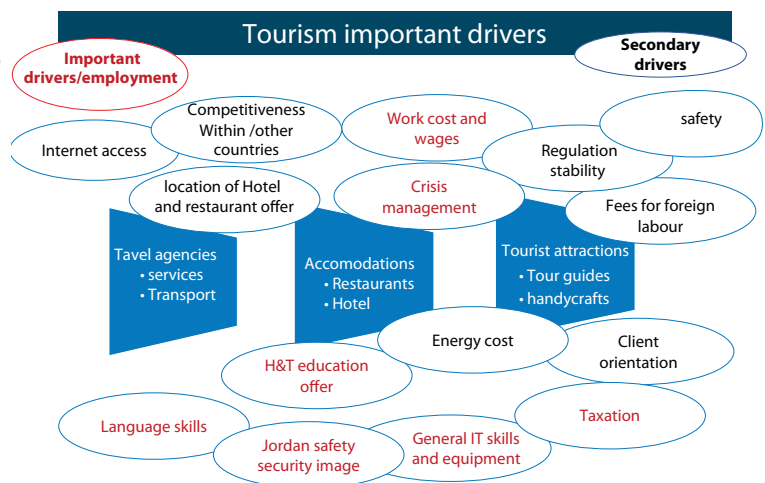 Tourism important drivers
Important
drivers/employment
Secondary
drivers
Internet access
Competitiveness
Within /other
countries
Work cost and
wages
Regulation
stability
safety
location of Hotel
and restaurant offer
Crisis
management
Fees for foreign
labour
Tavel agencies
• services
• Transport
Accomodations
• Restaurants
• Hotel
Tourist attractions
• Tour guides
• handycrafts
Energy cost
Client
orientation
H&T education
offer
Language skills
Jordan safety
security image
General IT skills
and equipment
Taxation